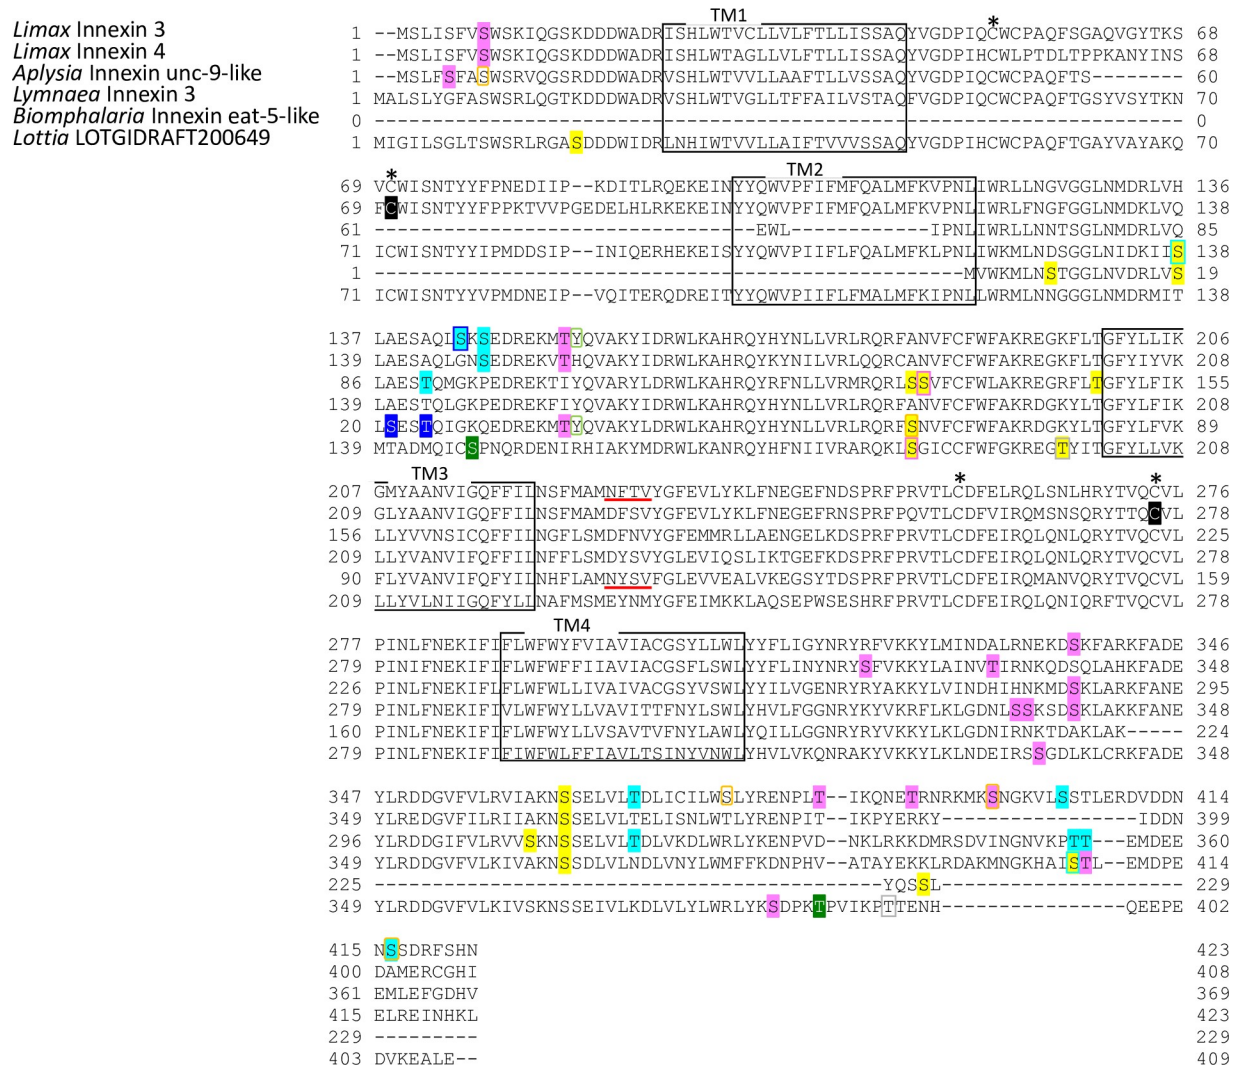 TM1
*
Limax Innexin 3 1 --MSLISFVSWSKIQGSKDDDWADRISHLWTVCLLVLFTLLISSAQYVGDPIQCWCPAQFSGAQVGYTKS 68
Limax Innexin 4 1 --MSLISFVSWSKIQGSKDDDWADRISHLWTAGLLVLFTLLISSAQYVGDPIHCWLPTDLTPPKANYINS 68
Aplysia Innexin unc-9-like 1 --MSLFSFASWSRVQGSRDDDWADRVSHLWTVVLLAAFTLLVSSAQYVGDPIQCWCPAQFTS-------- 60
Lymnaea Innexin 3 1 MALSLYGFASWSRLQGTKDDDWADRVSHLWTVGLLTFFAILVSTAQFVGDPIQCWCPAQFTGSYVSYTKN 70
Biomphalaria Innexin eat-5-like 0 ---------------------------------------------------------------------- 0
Lottia LOTGIDRAFT200649 1 MIGILSGLTSWSRLRGASDDDWIDRLNHIWTVVLLAIFTVVVSSAQYVGDPIHCWCPAQFTGAYVAYAKQ 70
* TM2
69 VCWISNTYYFPNEDIIP--KDITLRQEKEINYYQWVPFIFMFQALMFKVPNLIWRLLNGVGGLNMDRLVH 136
69 FCWISNTYYFPPKTVVPGEDELHLRKEKEINYYQWVPFIFMFQALMFKVPNLIWRLFNGFGGLNMDKLVQ 138
61 ---------------------------------EWL------------IPNLIWRLLNNTSGLNMDRLVQ 85
71 ICWISNTYYIPMDDSIP--INIQERHEKEISYYQWVPIIFLFQALMFKLPNLIWKMLNDSGGLNIDKIIS 138
1 ---------------------------------------------------MVWKMLNSTGGLNVDRLVS 19
71 ICWISNTYYVPMDNEIP--VQITERQDREITYYQWVPIIFLFMALMFKIPNLLWRMLNNGGGLNMDRMIT 138
137 LAESAQLSKSEDREKMTYQVAKYIDRWLKAHRQYHYNLLVRLRQRFANVFCFWFAKREGKFLTGFYLLIK 206
139 LAESAQLGNSEDREKVTHQVAKYIDRWLKAHRQYKYNILVRLQQRCANVFCFWFAKREGKFLTGFYIYVK 208
86 LAESTQMGKPEDREKTIYQVARYLDRWLKAHRQYRFNLLVRMRQRLSSVFCFWLAKREGRFLTGFYLFIK 155
139 LAESTQLGKPEDREKFIYQVAKYIDRWLKAHRQYHYNLLVRLRQRFANVFCFWFAKRDGKYLTGFYLFIK 208
20 LSESTQIGKQEDREKMTYQVAKYLDRWLKAHRQYHYNLLVRLRQRFSNVFCFWFAKRDGKYLTGFYLFVK 89
139 MTADMQICSPNQRDENIRHIAKYMDRWLKANRQYHFNIIVRARQKISGICCFWFGKREGTYITGFYLLVK 208
TM3 * *
207 GMYAANVIGQFFILNSFMAMNFTVYGFEVLYKLFNEGEFNDSPRFPRVTLCDFELRQLSNLHRYTVQCVL 276
209 GLYAANVIGQFFILNSFMAMDFSVYGFEVLYKLFNEGEFRNSPRFPQVTLCDFVIRQMSNSQRYTTQCVL 278
156 LLYVVNSICQFFILNGFLSMDFNVYGFEMMRLLAENGELKDSPRFPRVTLCDFEIRQLQNLQRYTVQCVL 225
209 LLYVANVIFQFFILNFFLSMDYSVYGLEVIQSLIKTGEFKDSPRFPRVTLCDFEIRQLQNLQRYTVQCVL 278
90 FLYVANVIFQFYILNHFLAMNYSVFGLEVVEALVKEGSYTDSPRFPRVTLCDFEIRQMANVQRYTVQCVL 159
209 LLYVLNIIGQFYLLNAFMSMEYNMYGFEIMKKLAQSEPWSESHRFPRVTLCDFEIRQLQNIQRFTVQCVL 278
TM4
277 PINLFNEKIFIFLWFWYFVIAVIACGSYLLWLYYFLIGYNRYRFVKKYLMINDALRNEKDSKFARKFADE 346
279 PINIFNEKIFIFLWFWFFIIAVIACGSFLSWLYYFLINYNRYSFVKKYLAINVTIRNKQDSQLAHKFADE 348
226 PINLFNEKIFLFLWFWLLIVAIVACGSYVSWLYYILVGENRYRYAKKYLVINDHIHNKMDSKLARKFANE 295
279 PINLFNEKIFIVLWFWYLLVAVITTFNYLSWLYHVLFGGNRYKYVKRFLKLGDNLSSKSDSKLAKKFANE 348
160 PINLFNEKIFIFLWFWYLLVSAVTVFNYLAWLYQILLGGNRYRYVKKYLKLGDNIRNKTDAKLAK----- 224
279 PINLFNEKIFIFIWFWLFFIAVLTSINYVNWLYHVLVKQNRAKYVKKYLKLNDEIRSSGDLKLCRKFADE 348
347 YLRDDGVFVLRVIAKNSSELVLTDLICILWSLYRENPLT--IKQNETRNRKMKSNGKVLSSTLERDVDDN 414
349 YLREDGVFILRIIAKNSSELVLTELISNLWTLYRENPIT--IKPYERKY-----------------IDDN 399
296 YLRDDGIFVLRVVSKNSSELVLTDLVKDLWRLYKENPVD--NKLRKKDMRSDVINGNVKPTT--EMDEE 360
349 YLRDDGVFVLKIVAKNSSDLVLNDLVNYLWMFFKDNPHV--ATAYEKKLRDAKMNGKHAISTL--EMDPE 414
225 --------------------------------------------YQSSL--------------------- 229
349 YLRDDGVFVLKIVSKNSSEIVLKDLVLYLWRLYKSDPKTPVIKPTTENH----------------QEEPE 402
415 NSSDRFSHN 423
400 DAMERCGHI 408
361 EMLEFGDHV 369
415 ELREINHKL 423
229 --------- 229
403 DVKEALE-- 409